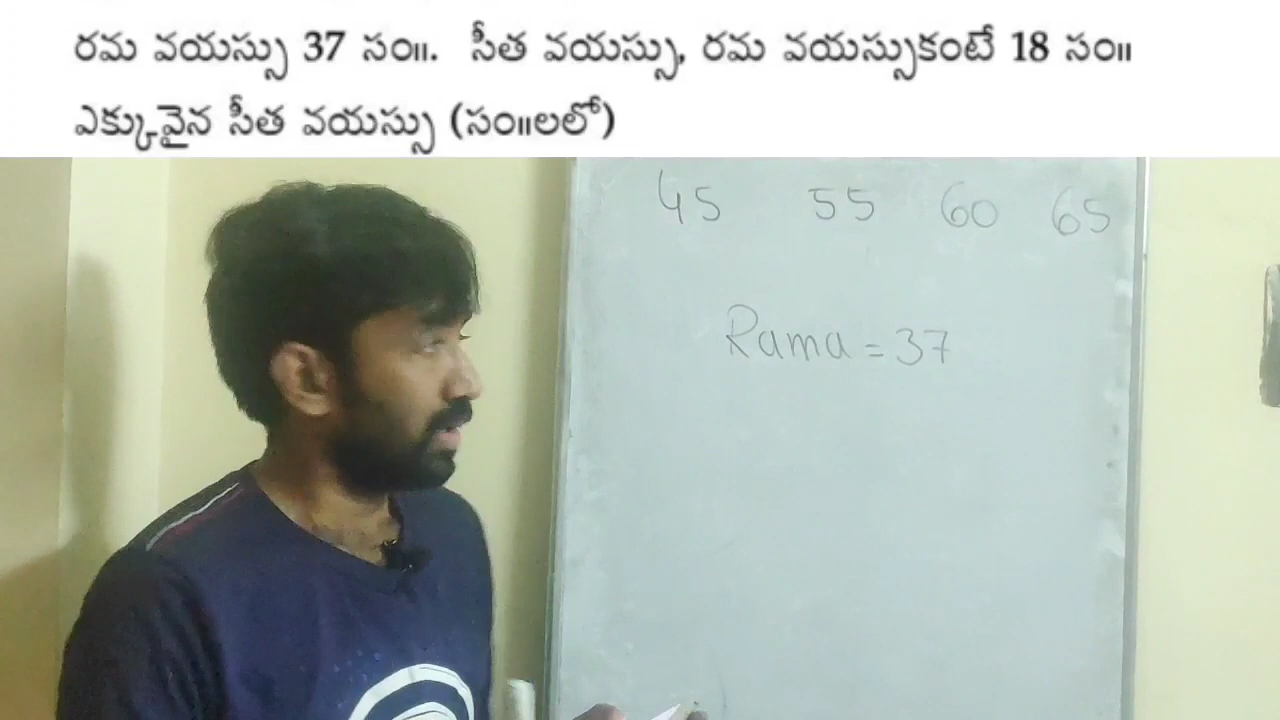 రమ వయస్సు 37 సం॥. సీత వయస్సు, రమ వయస్సుకంటే 18 సం॥
ఎక్కువైన సీత వయస్సు (సం॥లలో)
45 55 60 65
Rama = 37